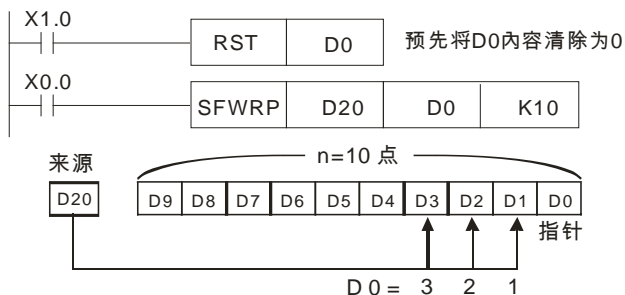 X1.0
RST D0 预先将D0内容清除为0
X0.0
SFWRP D20 D0 K10
来源 n=10 点
D20 D9 D8 D7 D6 D5 D4 D3 D2 D1 D0
指针
D0= 3 2 1